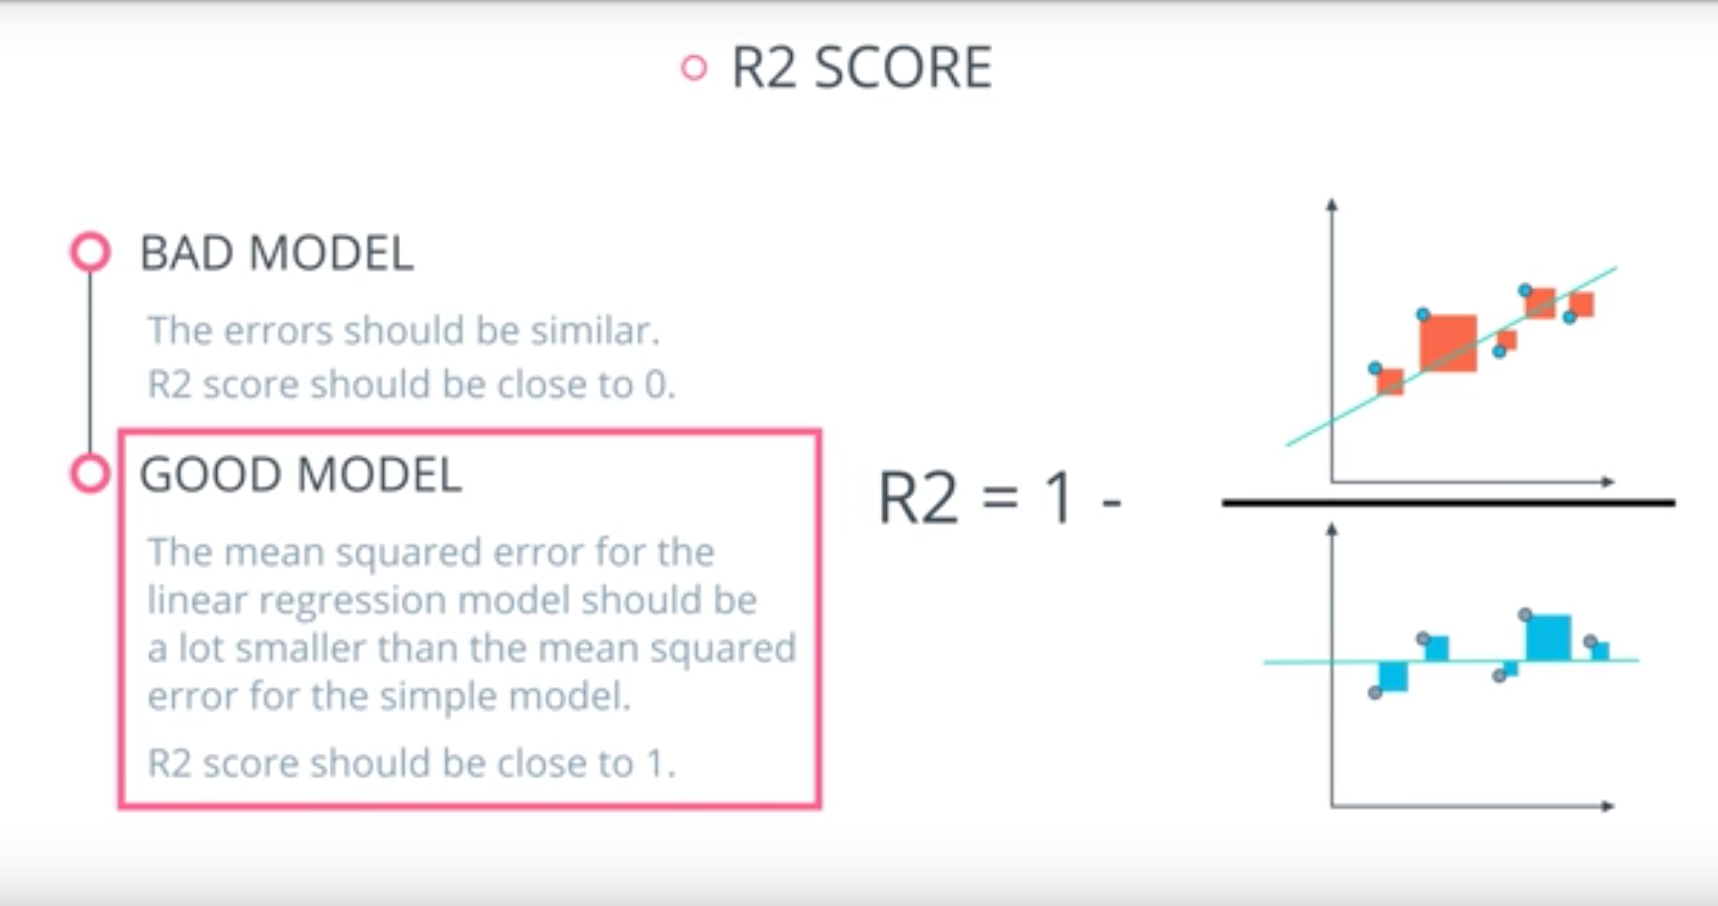 R2 SCORE
BAD MODEL
The errors should be similar.
R2 score should be close to 0.
GOOD MODEL
The mean squared error for the
linear regression model should be
a lot smaller than the mean squared
error for the simple model.
R2 score should be close to 1.
R2 = 1 -